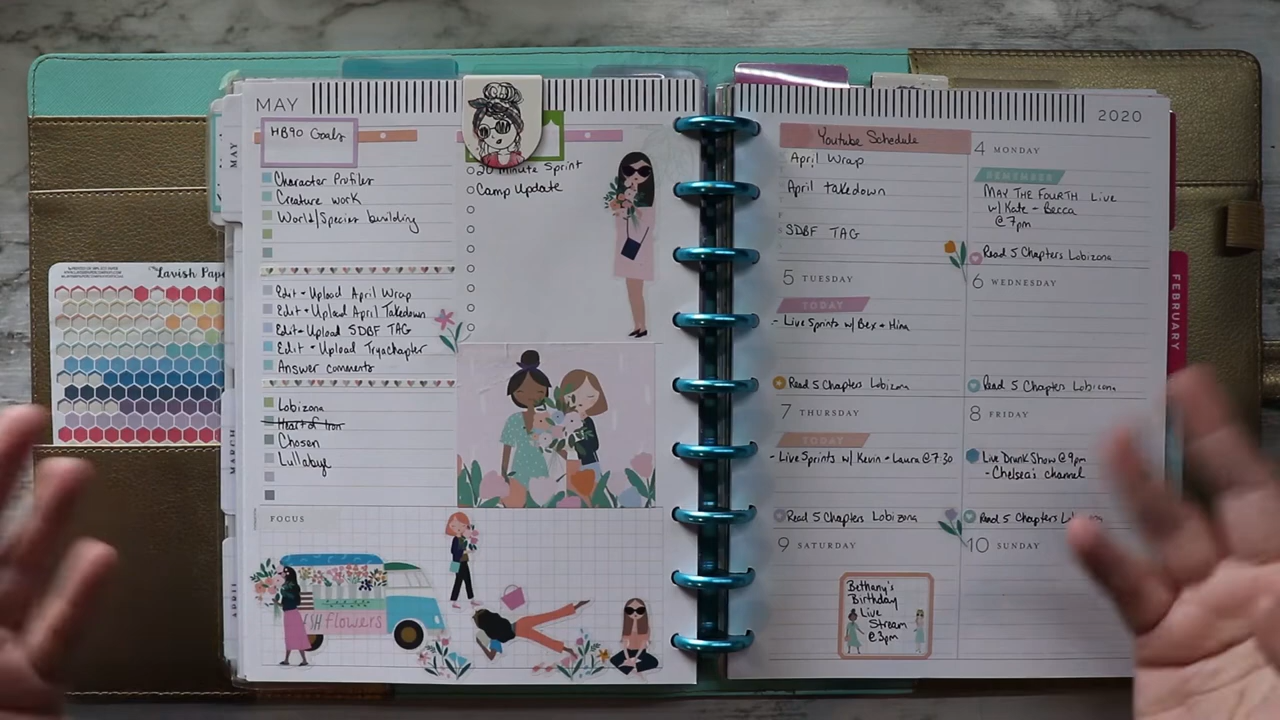 MAY
HB90 Goals
Character Profiles
Creature work
World/Species building
Edit + Upload April Wrap
Edit + Upload April Takedown
Edit + Upload SDBF TAG
Edit + Upload Tryachapter
Answer comments
Lobizona
Heart of Iron
Chosen
Lullabye
FOCUS
FRESH flowers
20 Minute Sprint
Camp Update
2020
Youtube Schedule
April Wrap
April takedown
SDBF TAG
4 MONDAY
REMEMBER
MAY THE FOURTH Live
w/ Kate + Becca
@ 7pm
Read 5 Chapters Lobizona
5 TUESDAY
TODAY
- Live Sprints w/ Bex + Hina
Read 5 Chapters Lobizona
6 WEDNESDAY
Read 5 Chapters Lobizona
7 THURSDAY
TODAY
- Live Sprints w/ Kevin + Laura @ 7:30
Read 5 Chapters Lobizona
8 FRIDAY
Live Drunk Show @ 9pm
- Chelsea's channel
Read 5 Chapters Lobizona
9 SATURDAY
Bethany's
Birthday
Live
Stream
@ 3pm
10 SUNDAY
MAY
MARCH
APRIL
FEBRUARY
Lavish Pape